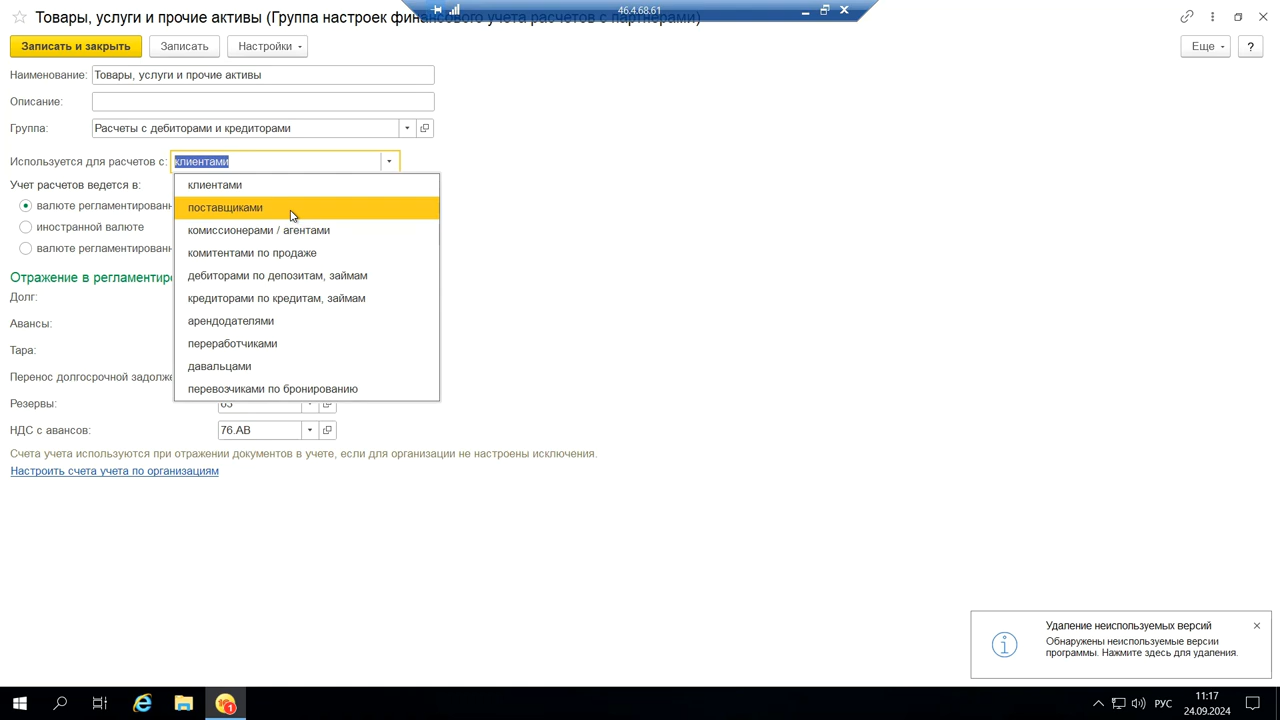 Товары, услуги и прочие активы (Группа настроек финансового учета расчетов с партнерами)
46.4.68.61
Записать и закрыть
Записать
Настройки
Еще
?
Наименование: Товары, услуги и прочие активы
Описание:
Группа: Расчеты с дебиторами и кредиторами
Используется для расчетов с: клиентами
клиентами
Учет расчетов ведется в:
поставщиками
валюте регламентирован
иностранной валюте
комиссионерами / агентами
валюте регламентирован
комитентами по продаже
Отражение в регламентир
дебиторами по депозитам, займам
Долг:
кредиторами по кредитам, займам
Авансы:
арендодателями
Тара:
переработчиками
Перенос долгосрочной задолже
давальцами
перевозчиками по бронированию
Резервы: 63
НДС с авансов: 76.АВ
Счета учета используются при отражении документов в учете, если для организации не настроены исключения.
Настроить счета учета по организациям
Удаление неиспользуемых версий
Обнаружены неиспользуемые версии
программы. Нажмите здесь для удаления.
1
РУС
11:17
24.09.2024